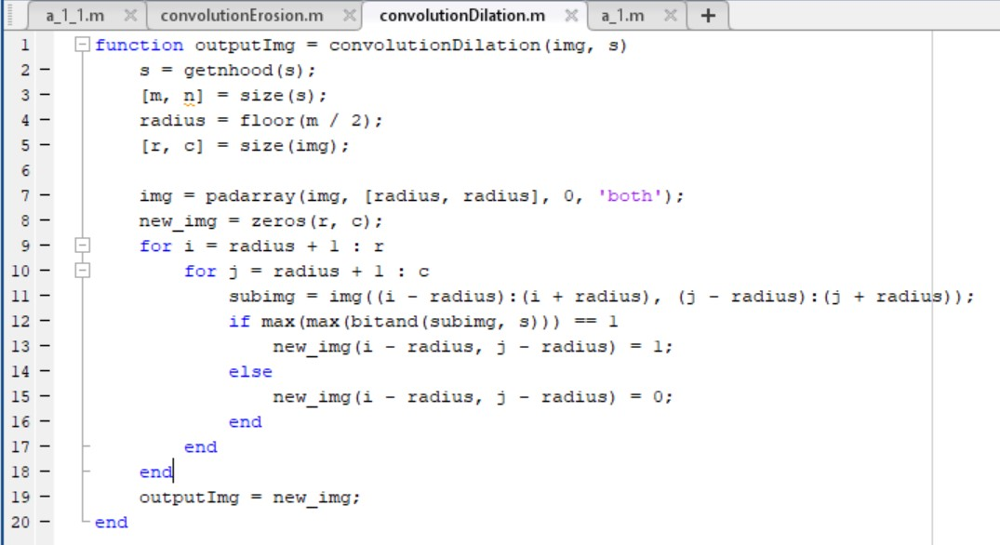 a_1_1.m × convolutionErosion.m × convolutionDilation.m × a_1.m × +
1 function outputImg = convolutionDilation(img, s)
2 − s = getnhood(s);
3 − [m, n] = size(s);
4 − radius = floor(m / 2);
5 − [r, c] = size(img);
6
7 − img = padarray(img, [radius, radius], 0, 'both');
8 − new_img = zeros(r, c);
9 − for i = radius + 1 : r
10 − for j = radius + 1 : c
11 − subimg = img((i - radius):(i + radius), (j - radius):(j + radius));
12 − if max(max(bitand(subimg, s))) == 1
13 − new_img(i - radius, j - radius) = 1;
14 − else
15 − new_img(i - radius, j - radius) = 0;
16 − end
17 − end
18 − end
19 − outputImg = new_img;
20 − end